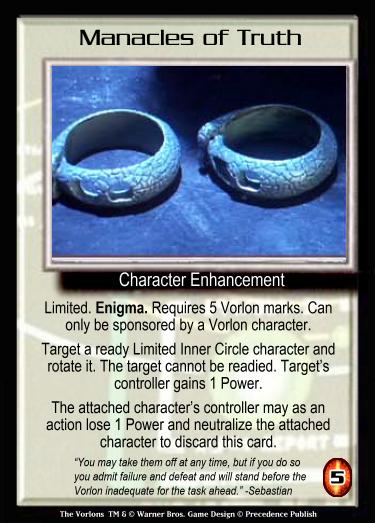 Manacles of Truth
Character Enhancement
Limited. Enigma. Requires 5 Vorlon marks. Can
only be sponsored by a Vorlon character.
Target a ready Limited Inner Circle character and
rotate it. The target cannot be readied. Target's
controller gains 1 Power.
The attached character's controller may as an
action lose 1 Power and neutralize the attached
character to discard this card.
"You may take them off at any time, but if you do so
you admit failure and defeat and will stand before the
Vorlon inadequate for the task ahead." -Sebastian
5
The Vorlons TM & © Warner Bros. Game Design © Precedence Publish